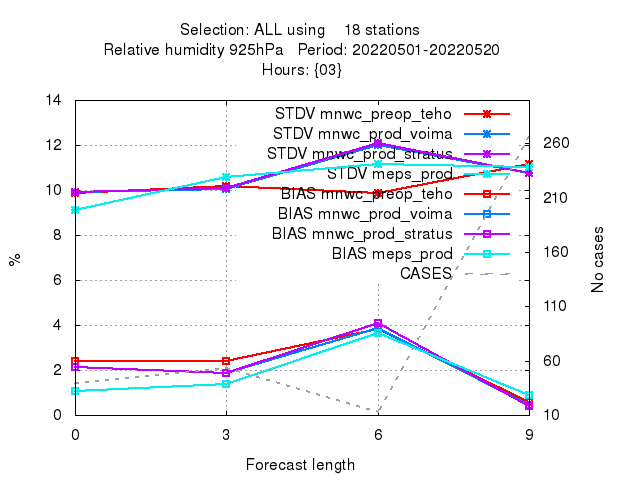 Selection: ALL using 18 stations
Relative humidity 925hPa Period: 20220501-20220520
Hours: {03}
14
12
10
8
6
4
2
0
%
STDV mnwc_preop_teho
STDV mnwc_prod_voima
STDV mnwc_prod_stratus
STDV meps_prod
BIAS mnwc_preop_teho
BIAS mnwc_prod_voima
BIAS mnwc_prod_stratus
BIAS meps_prod
CASES
260
210
160
110
60
10
No cases
0 3 6 9
Forecast length